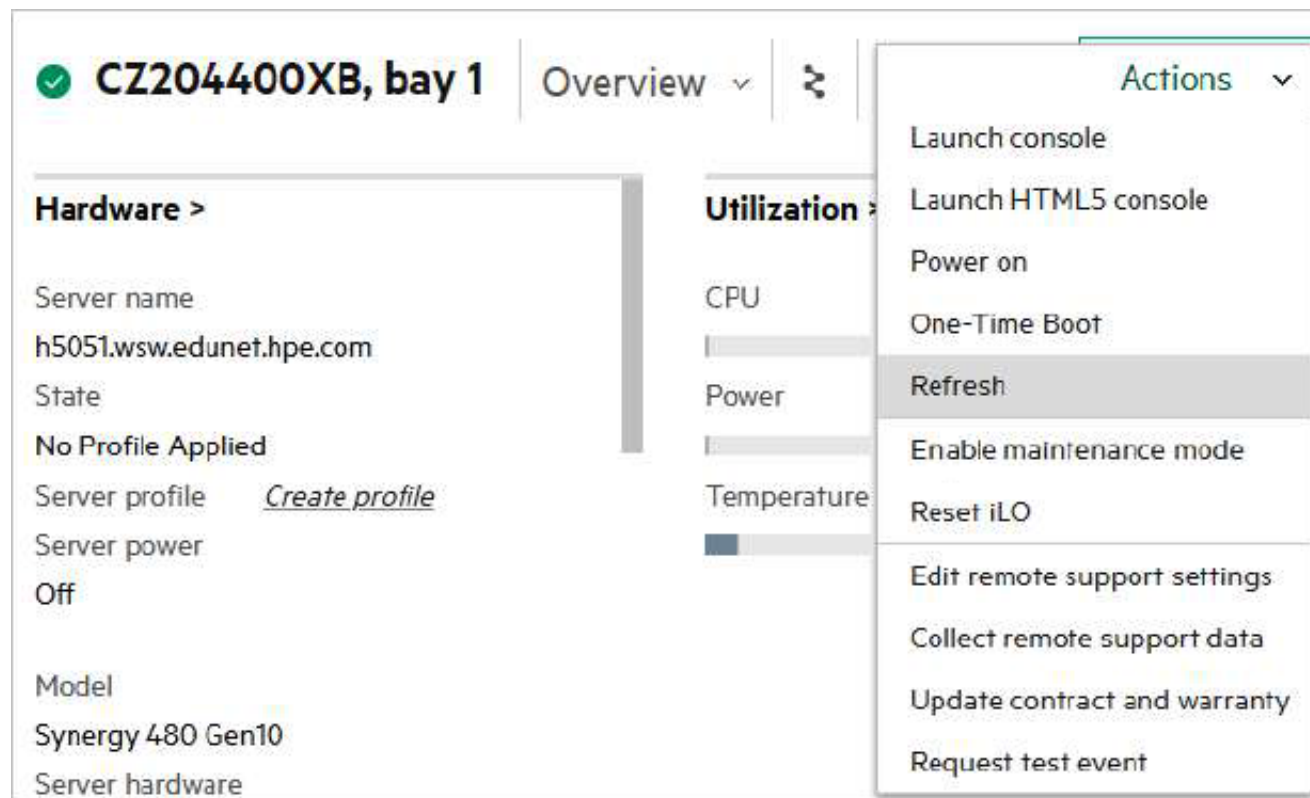 CZ204400XB, bay 1
Overview
Actions
Hardware >
Server name
h5051.wsw.edunet.hpe.com
State
No Profile Applied
Server profile Create profile
Server power
Off
Model
Synergy 480 Gen10
Server hardware
Utilization >
CPU
Power
Temperature
Launch console
Launch HTML5 console
Power on
One-Time Boot
Refresh
Enable maintenance mode
Reset iLO
Edit remote support settings
Collect remote support data
Update contract and warranty
Request test event